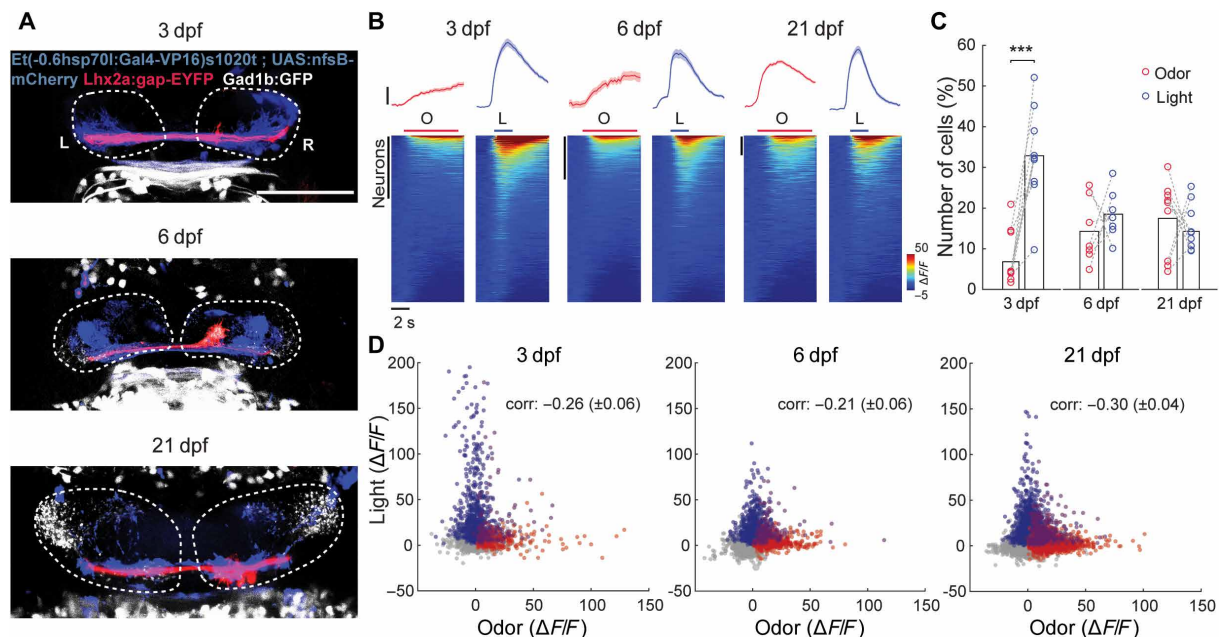 A
3 dpf
Et(-0.6hsp70l:Gal4-VP16)s1020t ; UAS:nfsB-
mCherry Lhx2a:gap-EYFP Gad1b:GFP
L
R
6 dpf
21 dpf
B
3 dpf
6 dpf
21 dpf
O
L
O
L
O
L
Neurons
50
ΔF/F
−5
2 s
C
Number of cells (%)
60
50
40
30
20
10
0
***
Odor
Light
3 dpf
6 dpf
21 dpf
D
3 dpf
6 dpf
21 dpf
corr: −0.26 (±0.06)
corr: −0.21 (±0.06)
corr: −0.30 (±0.04)
Light (ΔF/F)
200
150
100
50
0
−50
200
150
100
50
0
−50
200
150
100
50
0
−50
0
50
100
150
0
50
100
150
0
50
100
150
Odor (ΔF/F)
Odor (ΔF/F)
Odor (ΔF/F)